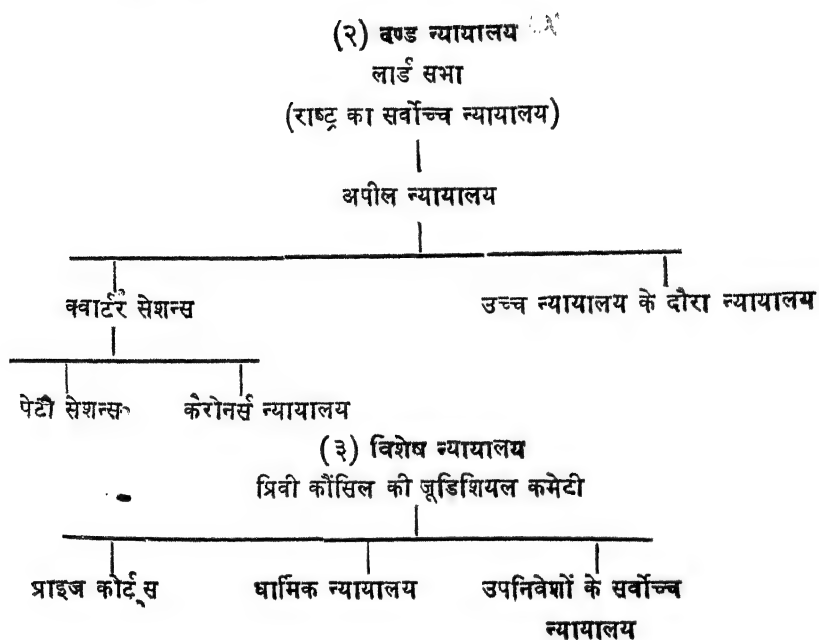 (२) दण्ड न्यायालय
लार्ड सभा
(राष्ट्र का सर्वोच्च न्यायालय)
अपील न्यायालय
क्वार्टर सेशन्स उच्च न्यायालय के दौरा न्यायालय
पेटी सेशन्स कैरोनर्स न्यायालय
(३) विशेष न्यायालय
प्रिवी कौंसिल की जूडिशियल कमेटी
प्राइज कोर्ट्स धार्मिक न्यायालय उपनिवेशों के सर्वोच्च
न्यायालय